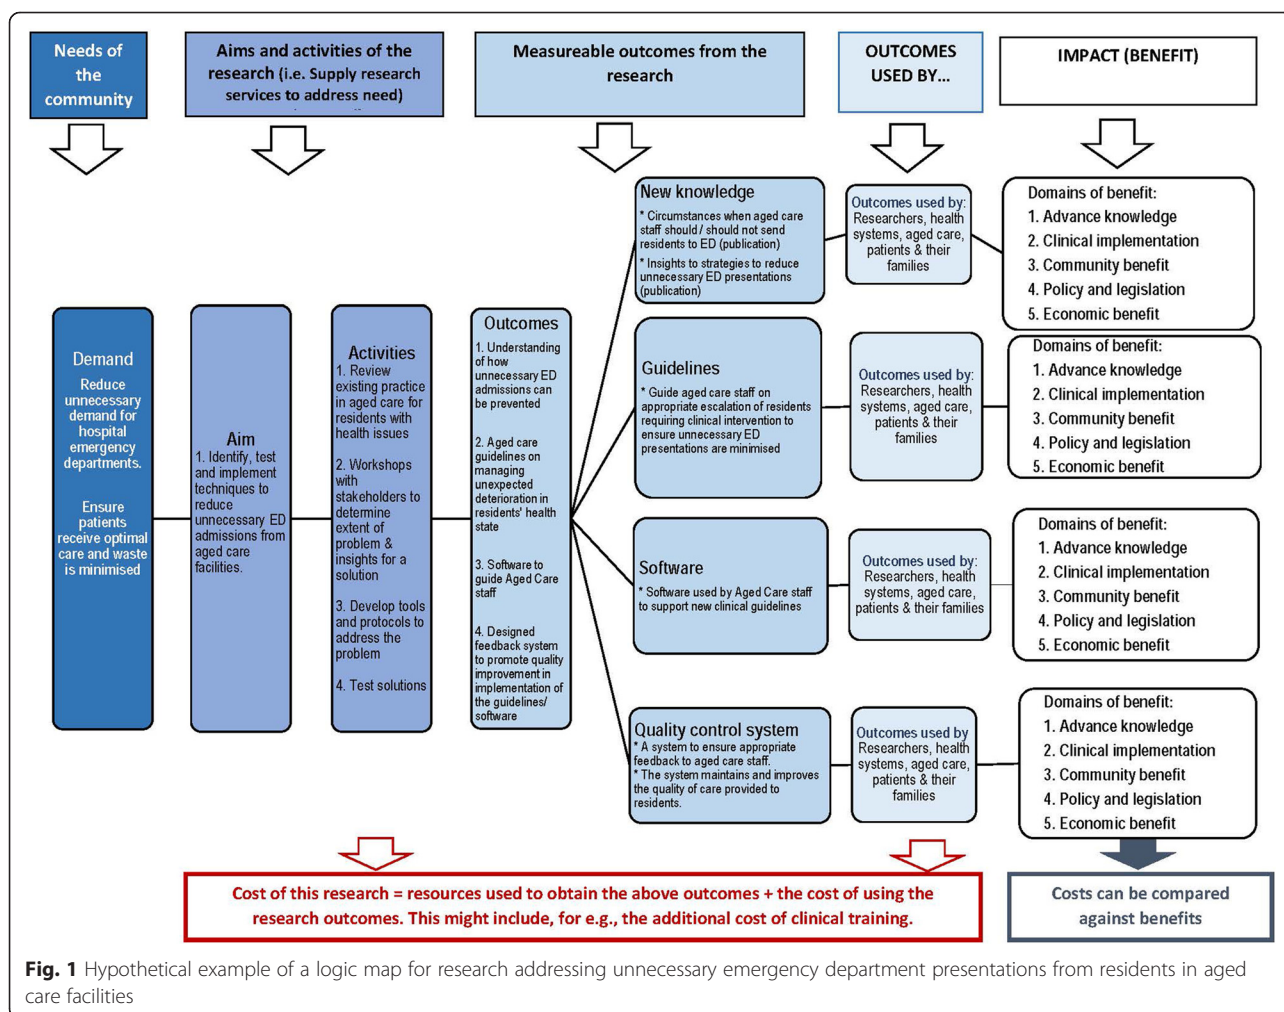 Needs of
the
community
Aims and activities of the
research (i.e. Supply research
services to address need)
Measureable outcomes from the
research
OUTCOMES
USED BY...
IMPACT (BENEFIT)
Demand
Reduce
unnecessary
demand for
hospital
emergency
departments.
Ensure
patients
receive optimal
care and waste
is minimised
Aim
1. Identify, test
and implement
techniques to
reduce
unnecessary ED
admissions from
aged care
facilities.
Activities
1. Review
existing practice
in aged care for
residents with
health issues
2. Workshops
with
stakeholders to
determine
extent of
problem &
insights for a
solution
3. Develop tools
and protocols to
address the
problem
4. Test solutions
Outcomes
1. Understanding
of how
unnecessary ED
admissions can
be prevented
2. Aged care
guidelines on
managing
unexpected
deterioration in
residents' health
state
3. Software to
guide Aged Care
staff
4. Designed
feedback system
to promote quality
improvement in
implementation of
the guidelines/
software
New knowledge
* Circumstances when aged care
staff should / should not send
residents to ED (publication)
* Insights to strategies to reduce
unnecessary ED presentations
(publication)
Outcomes used by:
Researchers, health
systems, aged care,
patients & their
families
Domains of benefit:
1. Advance knowledge
2. Clinical implementation
3. Community benefit
4. Policy and legislation
5. Economic benefit
Guidelines
* Guide aged care staff on
appropriate escalation of residents
requiring clinical intervention to
ensure unnecessary ED
presentations are minimised
Outcomes used by:
Researchers, health
systems, aged care,
patients & their
families
Domains of benefit:
1. Advance knowledge
2. Clinical implementation
3. Community benefit
4. Policy and legislation
5. Economic benefit
Software
* Software used by Aged Care staff
to support new clinical guidelines
Outcomes used by:
Researchers, health
systems, aged care,
patients & their families
Domains of benefit:
1. Advance knowledge
2. Clinical implementation
3. Community benefit
4. Policy and legislation
5. Economic benefit
Quality control system
* A system to ensure appropriate
feedback to aged care staff.
* The system maintains and improves
the quality of care provided to
residents.
Outcomes used by
Researchers, health
systems, aged care,
patients & their
families
Domains of benefit:
1. Advance knowledge
2. Clinical implementation
3. Community benefit
4. Policy and legislation
5. Economic benefit
Cost of this research = resources used to obtain the above outcomes + the cost of using the
research outcomes. This might include, for e.g., the additional cost of clinical training.
Costs can be compared
against benefits
Fig. 1 Hypothetical example of a logic map for research addressing unnecessary emergency department presentations from residents in aged
care facilities